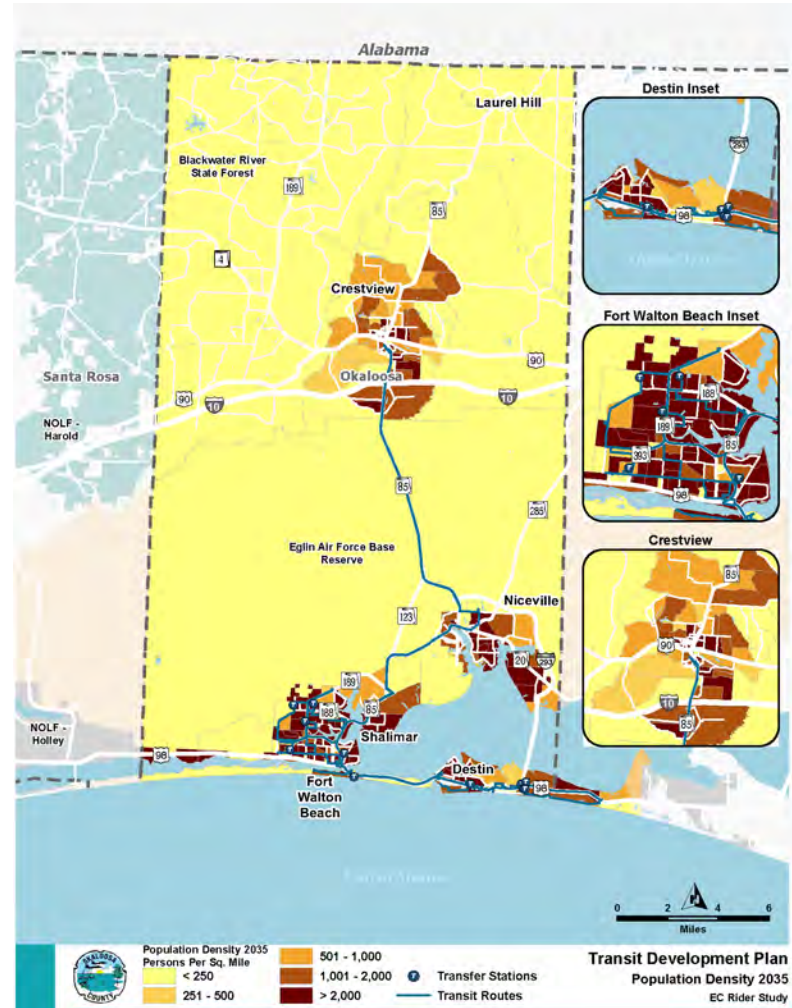 Alabama
Laurel Hill
Destin Inset
293
Blackwater River
State Forest
189
85
98
4
Crestview
Fort Walton Beach Inset
90
188
Santa Rosa
Okaloosa
90
10
10
189
85
NOLF -
Harold
393
98
85
285
Crestview
Eglin Air Force Base
Reserve
85
Niceville
123
90
20
293
189
10
188
85
85
NOLF -
Holley
Shalimar
98
Destin
Fort
Walton
Beach
98
N
0 2 4 6
Miles
OKALOOSA
COUNTY
Population Density 2035
Persons Per Sq. Mile
< 250
251 - 500
501 - 1,000
1,001 - 2,000
> 2,000
Transfer Stations
Transit Routes
Transit Development Plan
Population Density 2035
EC Rider Study